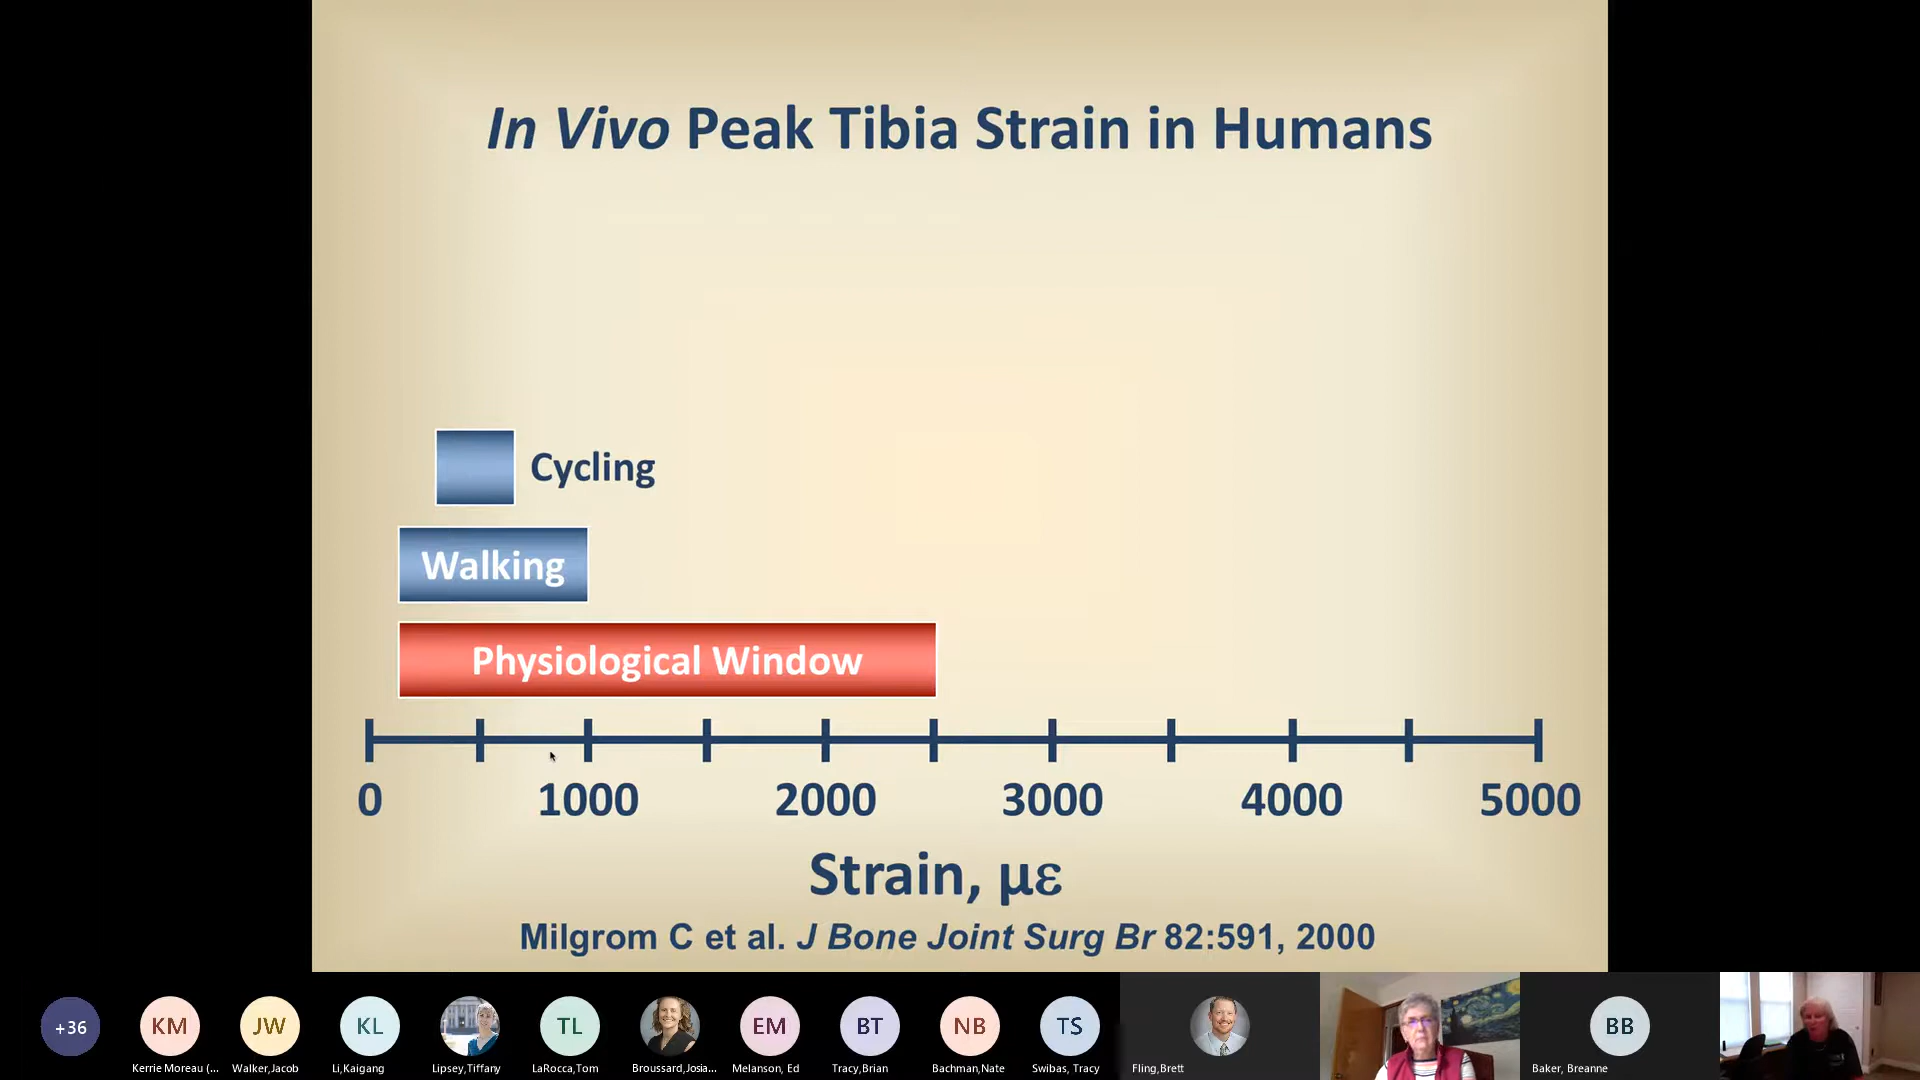 In Vivo Peak Tibia Strain in Humans
Cycling
Walking
Physiological Window
0 1000 2000 3000 4000 5000
Strain, µε
Milgrom C et al. J Bone Joint Surg Br 82:591, 2000
+36 KM JW KL TL EM BT NB TS BB
Kerrie Moreau (... Walker,Jacob Li,Kaigang Lipsey,Tiffany LaRocca,Tom Broussard,Josia... Melanson, Ed Tracy,Brian Bachman,Nate Swibas, Tracy Fling,Brett Baker, Breanne